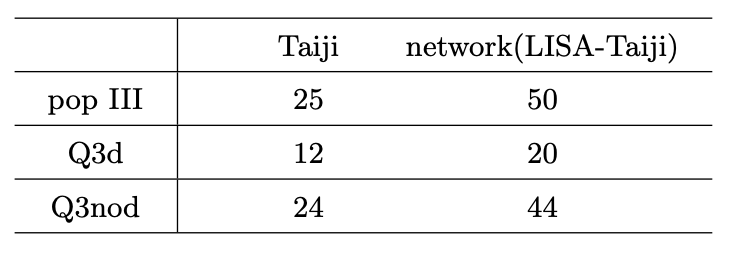 Taiji network(LISA-Taiji)
pop III 25 50
Q3d 12 20
Q3nod 24 44